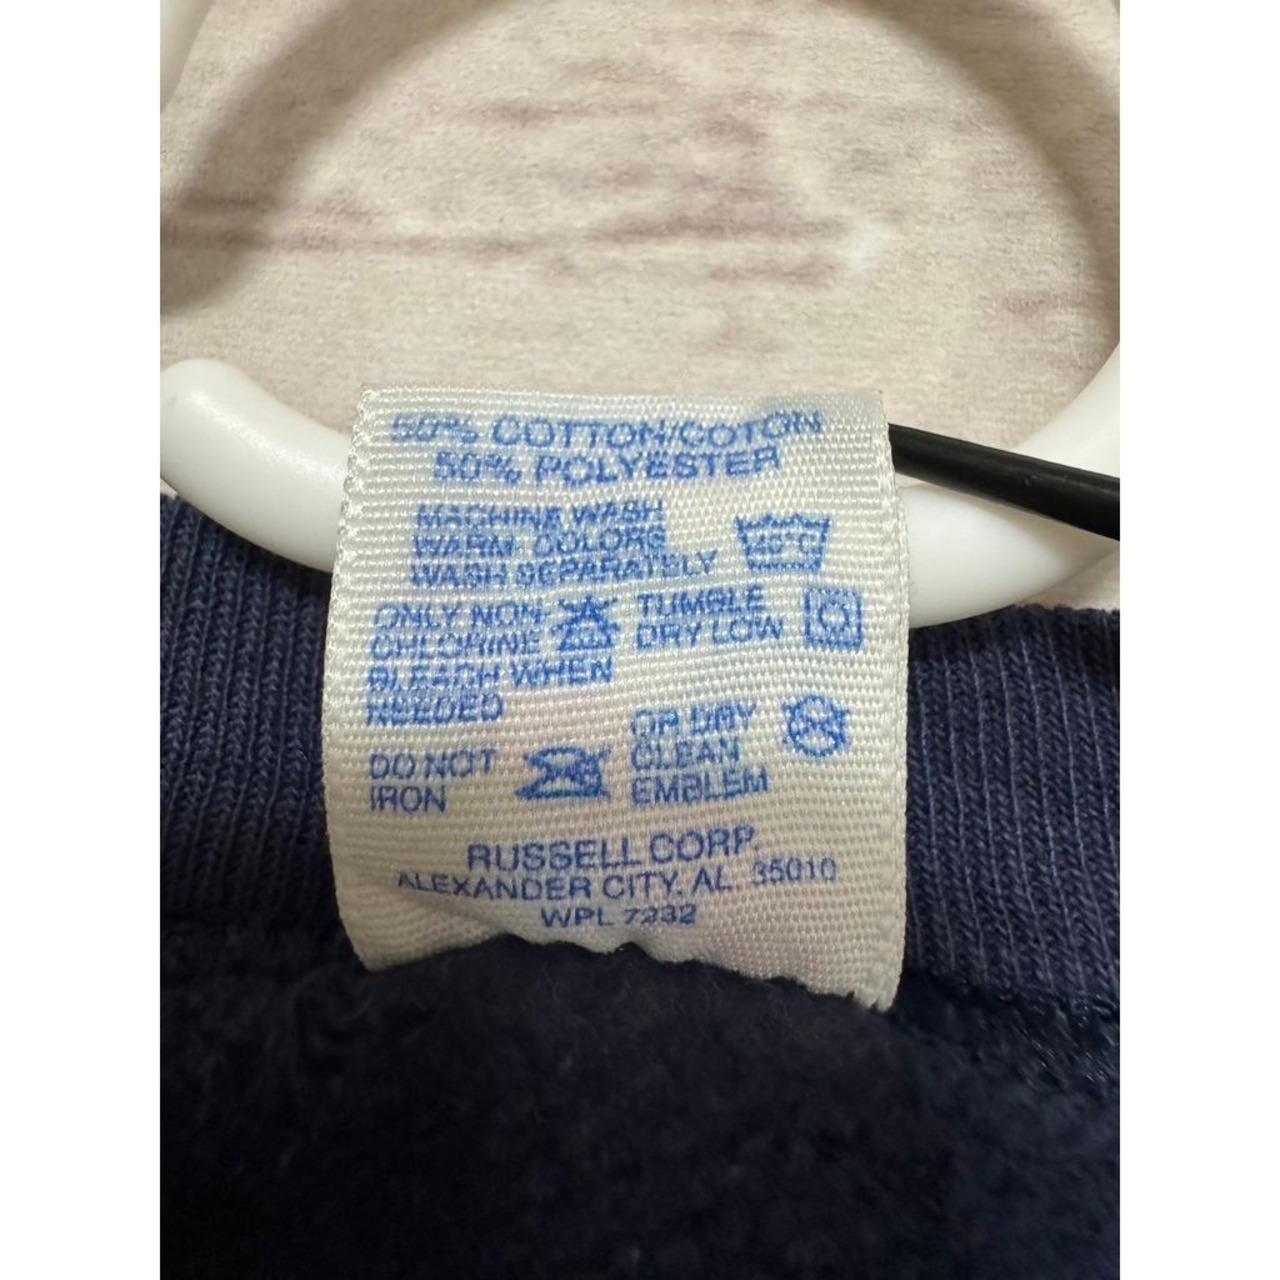 50% COTTON/COTON
50% POLYESTER
MACHINE WASH
WARM. COLORS
WASH SEPARATELY
40°C
ONLY NON-
CHLORINE
BLEACH WHEN
NEEDED
TUMBLE
DRY LOW
DO NOT
IRON
OR DRY
CLEAN
EMBLEM
RUSSELL CORP.
ALEXANDER CITY, AL 35010
WPL 7232